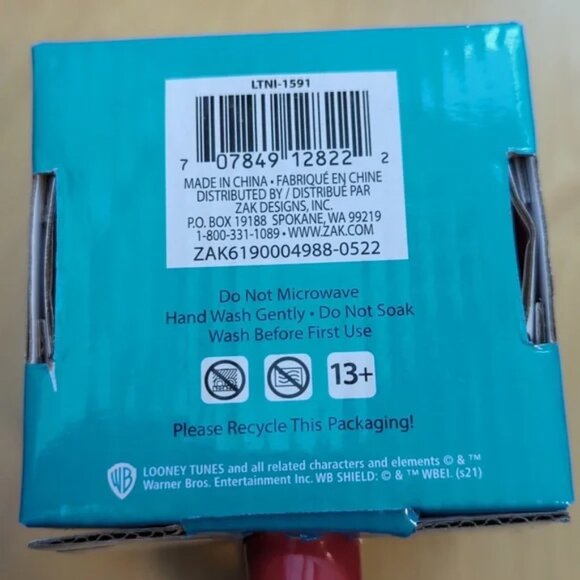 LTNI-1591
7 07849 12822 2
MADE IN CHINA • FABRIQUÉ EN CHINE
DISTRIBUTED BY / DISTRIBUÉ PAR
ZAK DESIGNS, INC.
P.O. BOX 19188 SPOKANE, WA 99219
1-800-331-1089 • WWW.ZAK.COM
ZAK6190004988-0522
Do Not Microwave
Hand Wash Gently • Do Not Soak
Wash Before First Use
13+
Please Recycle This Packaging!
WB LOONEY TUNES and all related characters and elements © & ™
Warner Bros. Entertainment Inc. WB SHIELD: © & ™ WBEI. (s21)